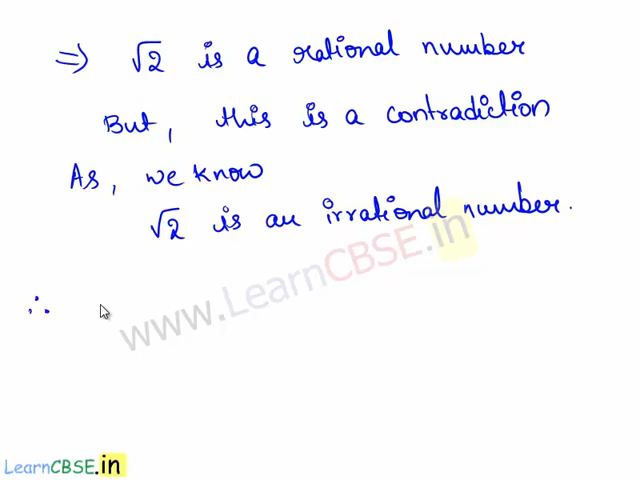 ⇒ √2 is a rational number
But, this is a contradiction
As, we know
√2 is an irrational number.
∴
www.LearnCBSE.in
LearnCBSE.in